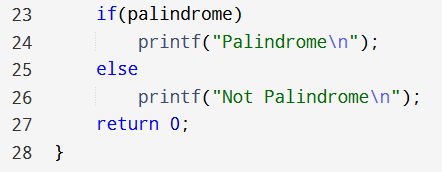 23 if(palindrome)
24 printf("Palindrome\n");
25 else
26 printf("Not Palindrome\n");
27 return 0;
28 }